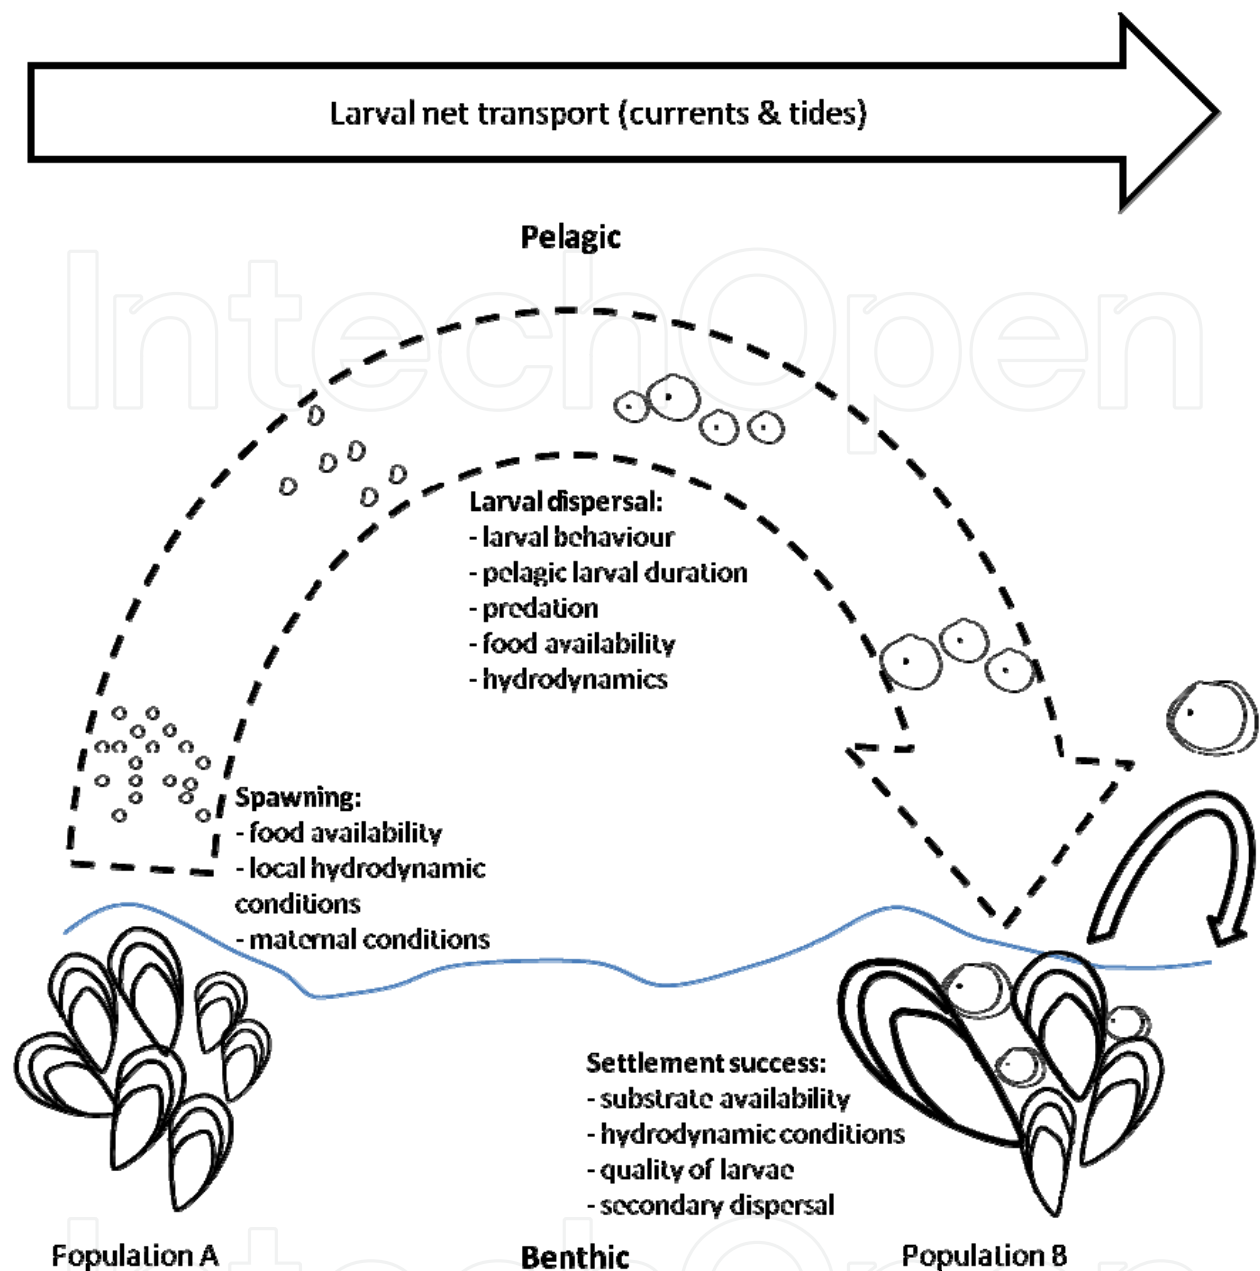 Larval net transport (currents & tides)
Pelagic
IntechOpen
Larval dispersal:
- larval behaviour
- pelagic larval duration
- predation
- food availability
- hydrodynamics
Spawning:
- food availability
- local hydrodynamic
conditions
- maternal conditions
Settlement success:
- substrate availability
- hydrodynamic conditions
- quality of larvae
- secondary dispersal
Population A
Benthic
Population B